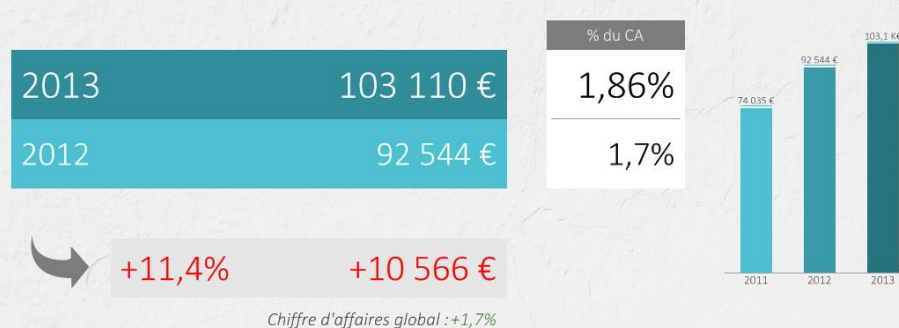 % du CA
2013 103 110 € 1,86%
2012 92 544 € 1,7%
+11,4% +10 566 €
Chiffre d'affaires global :+1,7%
103,1 K€
92 544 €
74 035 €
2011 2012 2013